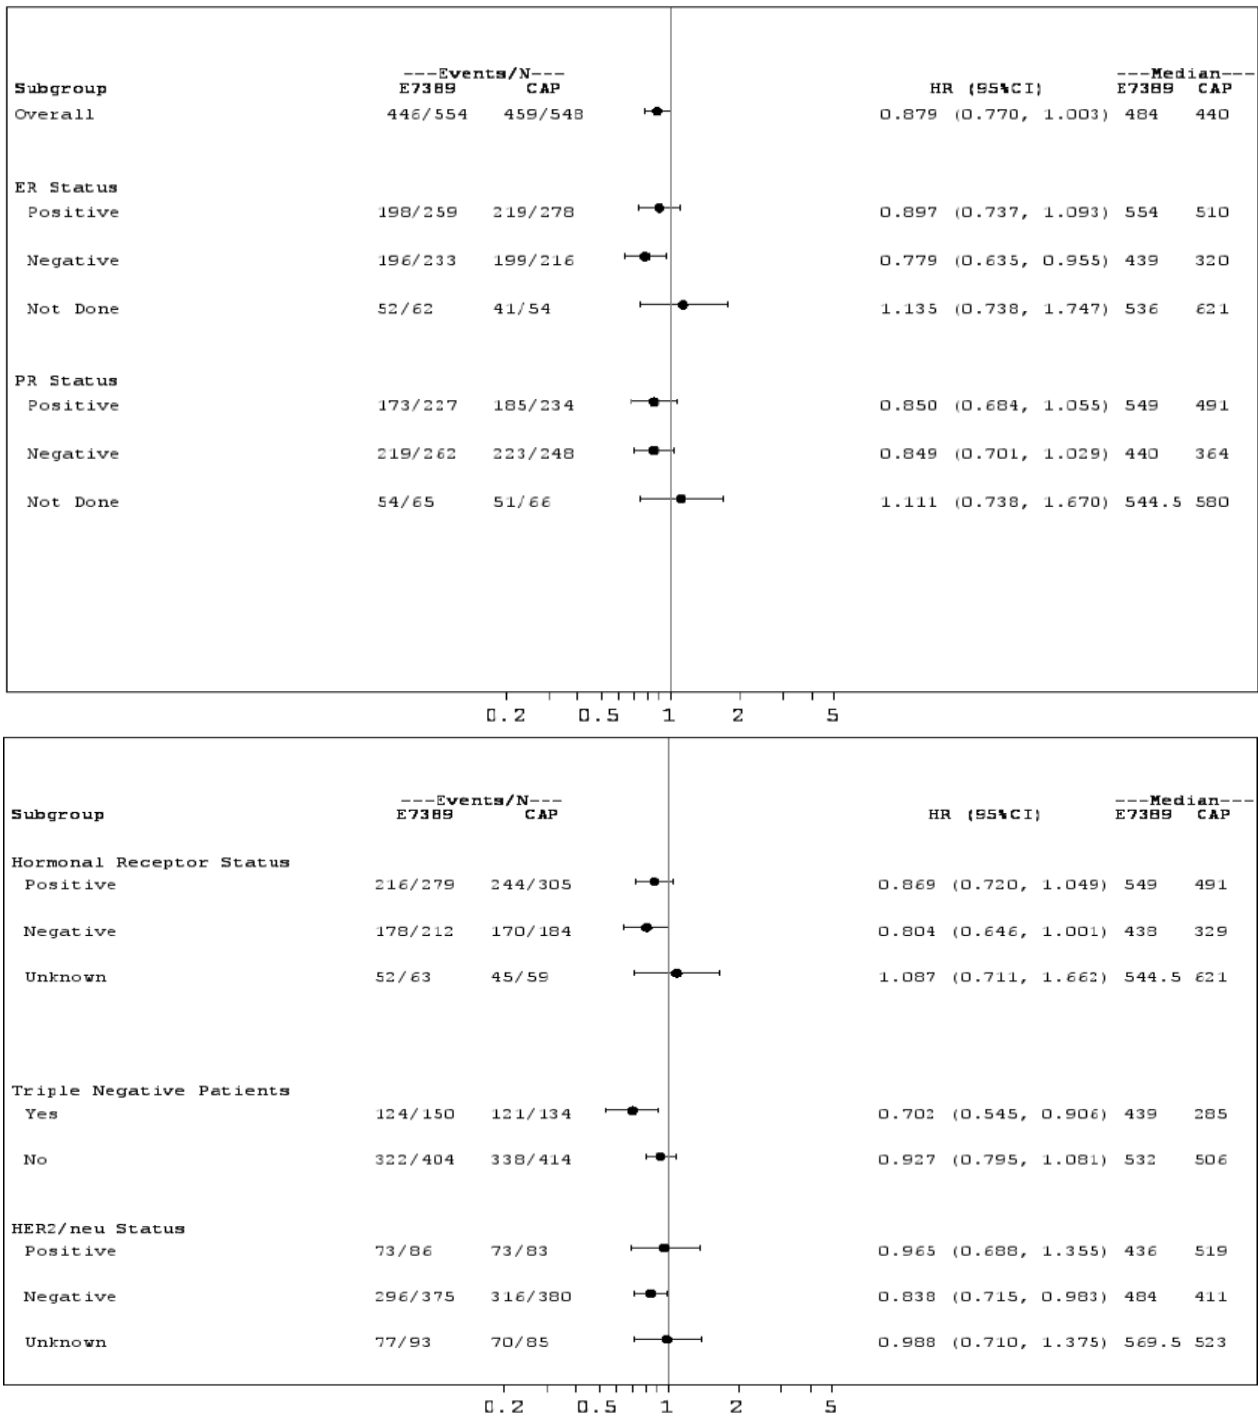 ---Events/N--- ---Median---
Subgroup E7389 CAP HR (95%CI) E7389 CAP
Overall 446/554 459/548 0.879 (0.770, 1.003) 484 440
ER Status
Positive 198/259 219/278 0.897 (0.737, 1.093) 554 510
Negative 196/233 199/216 0.779 (0.635, 0.955) 439 320
Not Done 52/62 41/54 1.135 (0.738, 1.747) 536 621
PR Status
Positive 173/227 185/234 0.850 (0.684, 1.055) 549 491
Negative 219/262 223/248 0.849 (0.701, 1.029) 440 364
Not Done 54/65 51/66 1.111 (0.738, 1.670) 544.5 580
0.2 0.5 1 2 5
---Events/N--- ---Median---
Subgroup E7389 CAP HR (95%CI) E7389 CAP
Hormonal Receptor Status
Positive 216/279 244/305 0.869 (0.720, 1.049) 549 491
Negative 178/212 170/184 0.804 (0.646, 1.001) 438 329
Unknown 52/63 45/59 1.087 (0.711, 1.662) 544.5 621
Triple Negative Patients
Yes 124/150 121/134 0.702 (0.545, 0.906) 439 285
No 322/404 338/414 0.927 (0.795, 1.081) 532 506
HER2/neu Status
Positive 73/86 73/83 0.965 (0.688, 1.355) 436 519
Negative 296/375 316/380 0.838 (0.715, 0.983) 484 411
Unknown 77/93 70/85 0.988 (0.710, 1.375) 569.5 523
0.2 0.5 1 2 5